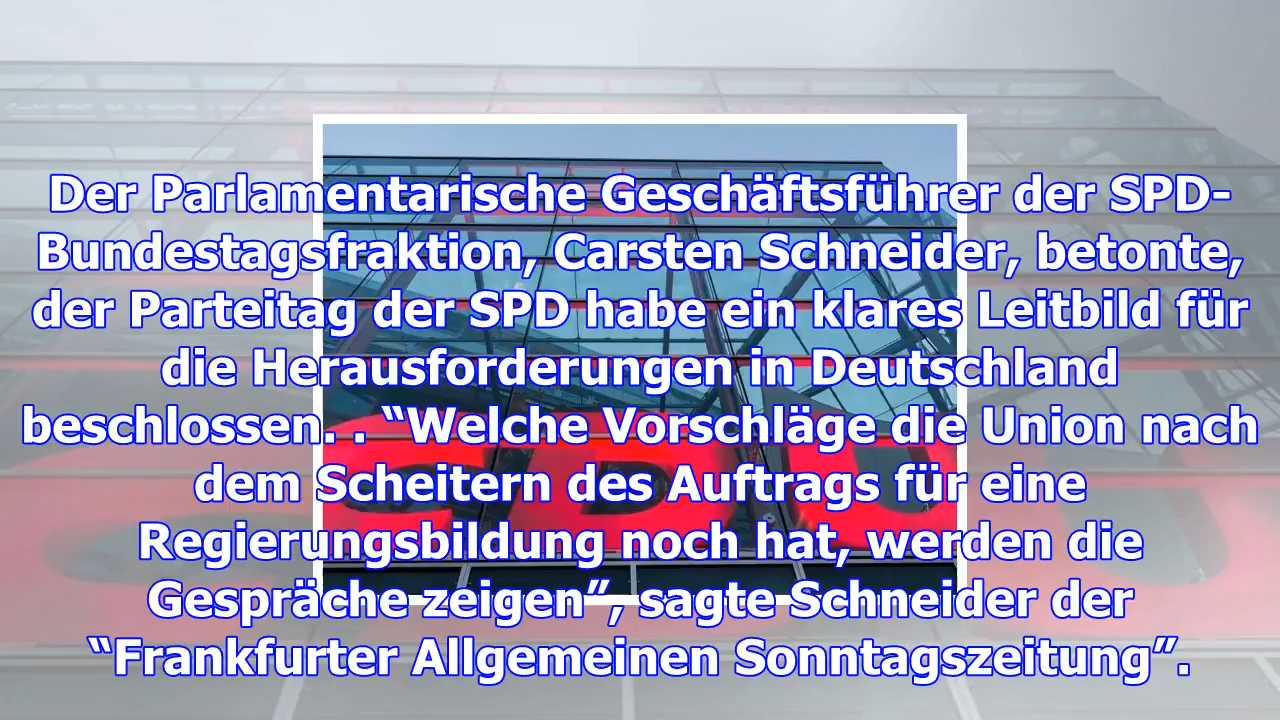 Der Parlamentarische Geschäftsführer der SPD-
Bundestagsfraktion, Carsten Schneider, betonte,
der Parteitag der SPD habe ein klares Leitbild für
die Herausforderungen in Deutschland
beschlossen. . “Welche Vorschläge die Union nach
dem Scheitern des Auftrags für eine
Regierungsbildung noch hat, werden die
Gespräche zeigen”, sagte Schneider der
“Frankfurter Allgemeinen Sonntagszeitung”.
CDU